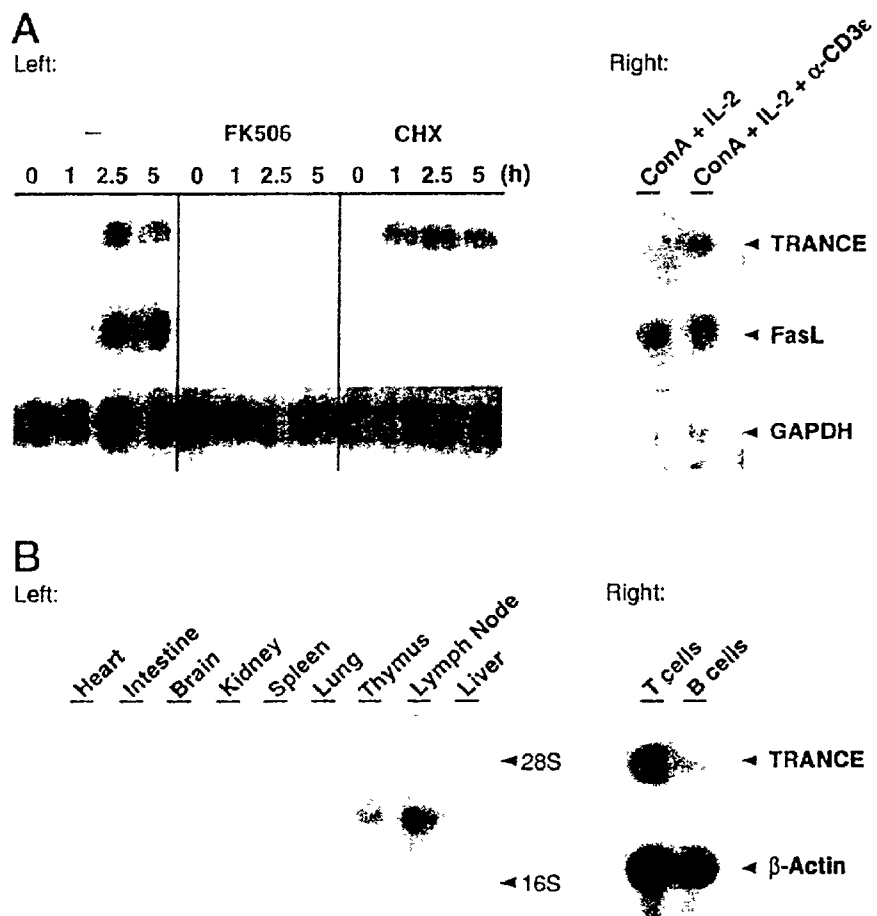 A
Left:
Right:
– FK506 CHX
0 1 2.5 5 0 1 2.5 5 0 1 2.5 5 (h)
ConA + IL-2
ConA + IL-2 + α-CD3ε
TRANCE
FasL
GAPDH
B
Left:
Right:
Heart
Intestine
Brain
Kidney
Spleen
Lung
Thymus
Lymph Node
Liver
T cells
B cells
28S
TRANCE
16S
β-Actin